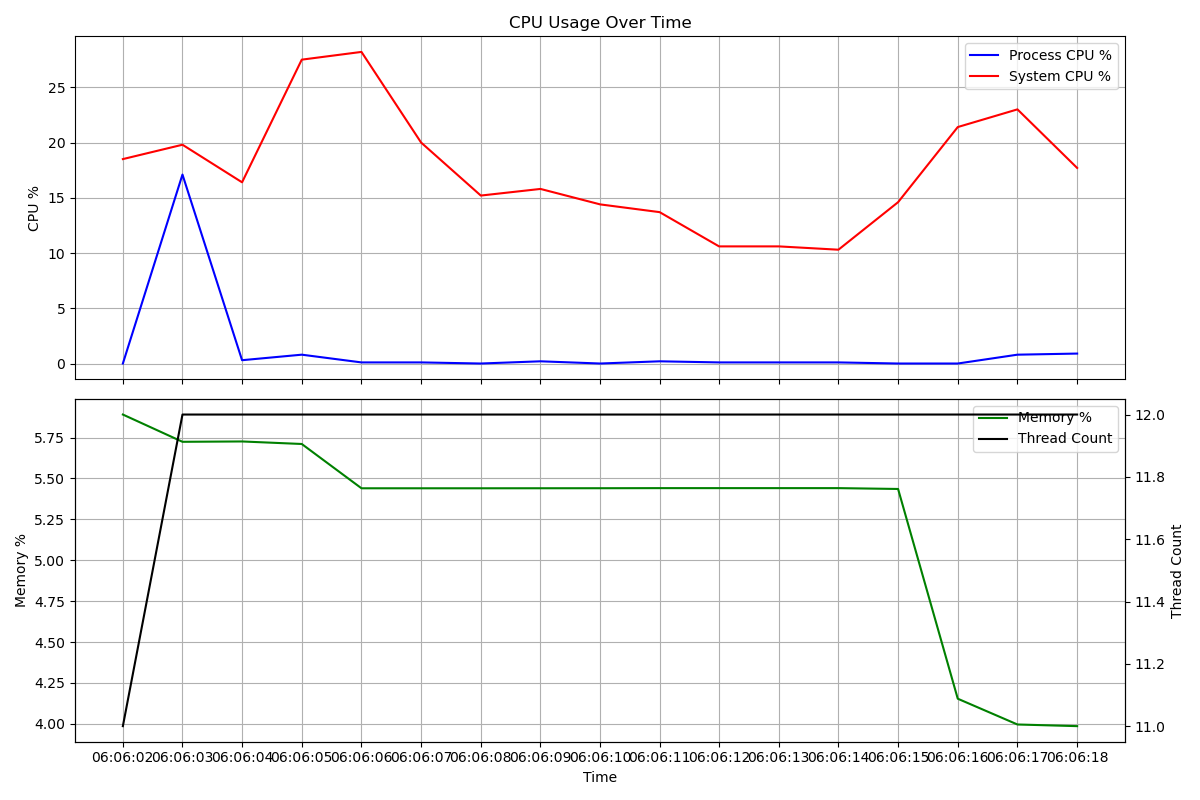 CPU Usage Over Time
Process CPU %
System CPU %
CPU %
25
20
15
10
5
0
Memory %
Thread Count
Memory %
5.75
5.50
5.25
5.00
4.75
4.50
4.25
4.00
12.0
11.8
11.6
11.4
11.2
11.0
Thread Count
06:06:02 06:06:03 06:06:04 06:06:05 06:06:06 06:06:07 06:06:08 06:06:09 06:06:10 06:06:11 06:06:12 06:06:13 06:06:14 06:06:15 06:06:16 06:06:17 06:06:18
Time